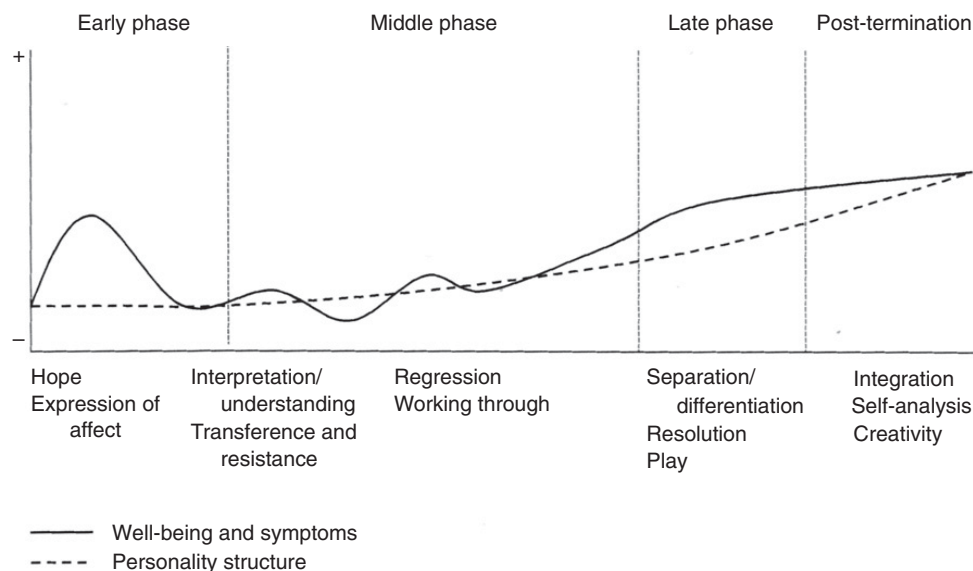 Early phase
Middle phase
Late phase
Post-termination
+
–
Hope
Expression of
affect
Interpretation/
understanding
Transference and
resistance
Regression
Working through
Separation/
differentiation
Resolution
Play
Integration
Self-analysis
Creativity
Well-being and symptoms
Personality structure